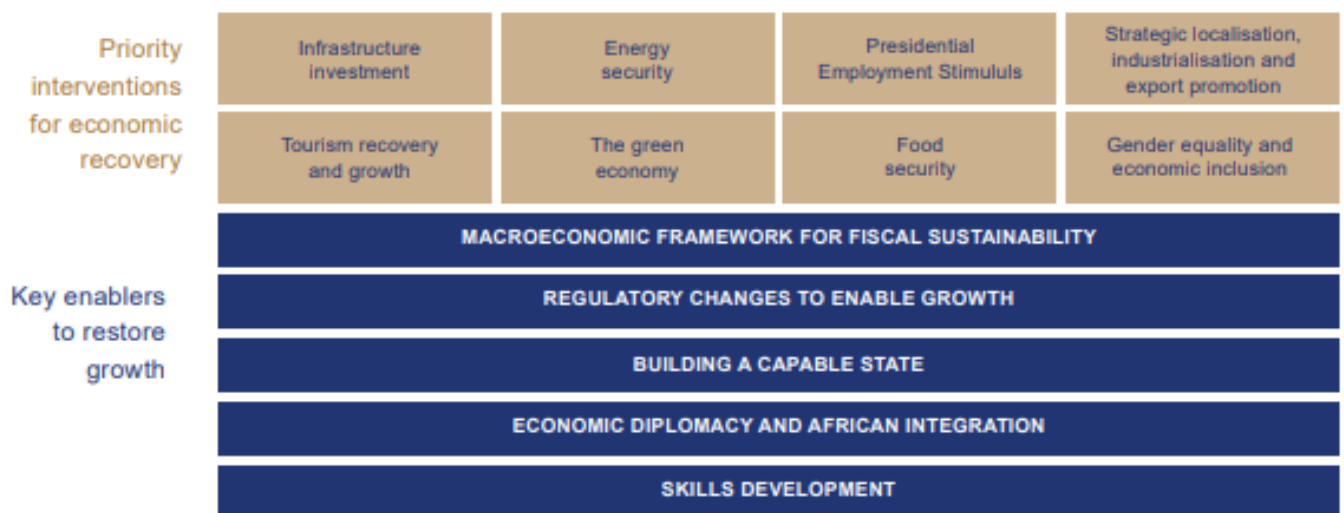 Priority
interventions
for economic
recovery
Infrastructure
investment
Energy
security
Presidential
Employment Stimululs
Strategic localisation,
industrialisation and
export promotion
Tourism recovery
and growth
The green
economy
Food
security
Gender equality and
economic inclusion
Key enablers
to restore
growth
MACROECONOMIC FRAMEWORK FOR FISCAL SUSTAINABILITY
REGULATORY CHANGES TO ENABLE GROWTH
BUILDING A CAPABLE STATE
ECONOMIC DIPLOMACY AND AFRICAN INTEGRATION
SKILLS DEVELOPMENT